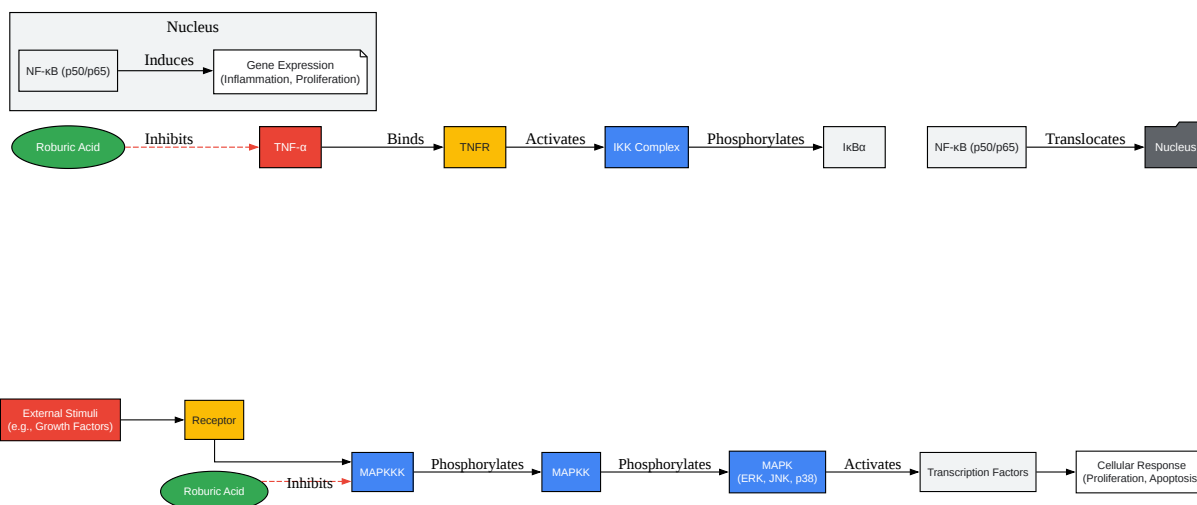 Nucleus
NF-κB (p50/p65)
Induces
Gene Expression
(Inflammation, Proliferation)
Roburic Acid
Inhibits
TNF-α
Binds
TNFR
Activates
IKK Complex
Phosphorylates
IκBα
NF-κB (p50/p65)
Translocates
Nucleus
External Stimuli
(e.g., Growth Factors)
Receptor
Roburic Acid
Inhibits
MAPKKK
Phosphorylates
MAPKK
Phosphorylates
MAPK
(ERK, JNK, p38)
Activates
Transcription Factors
Cellular Response
(Proliferation, Apoptosis